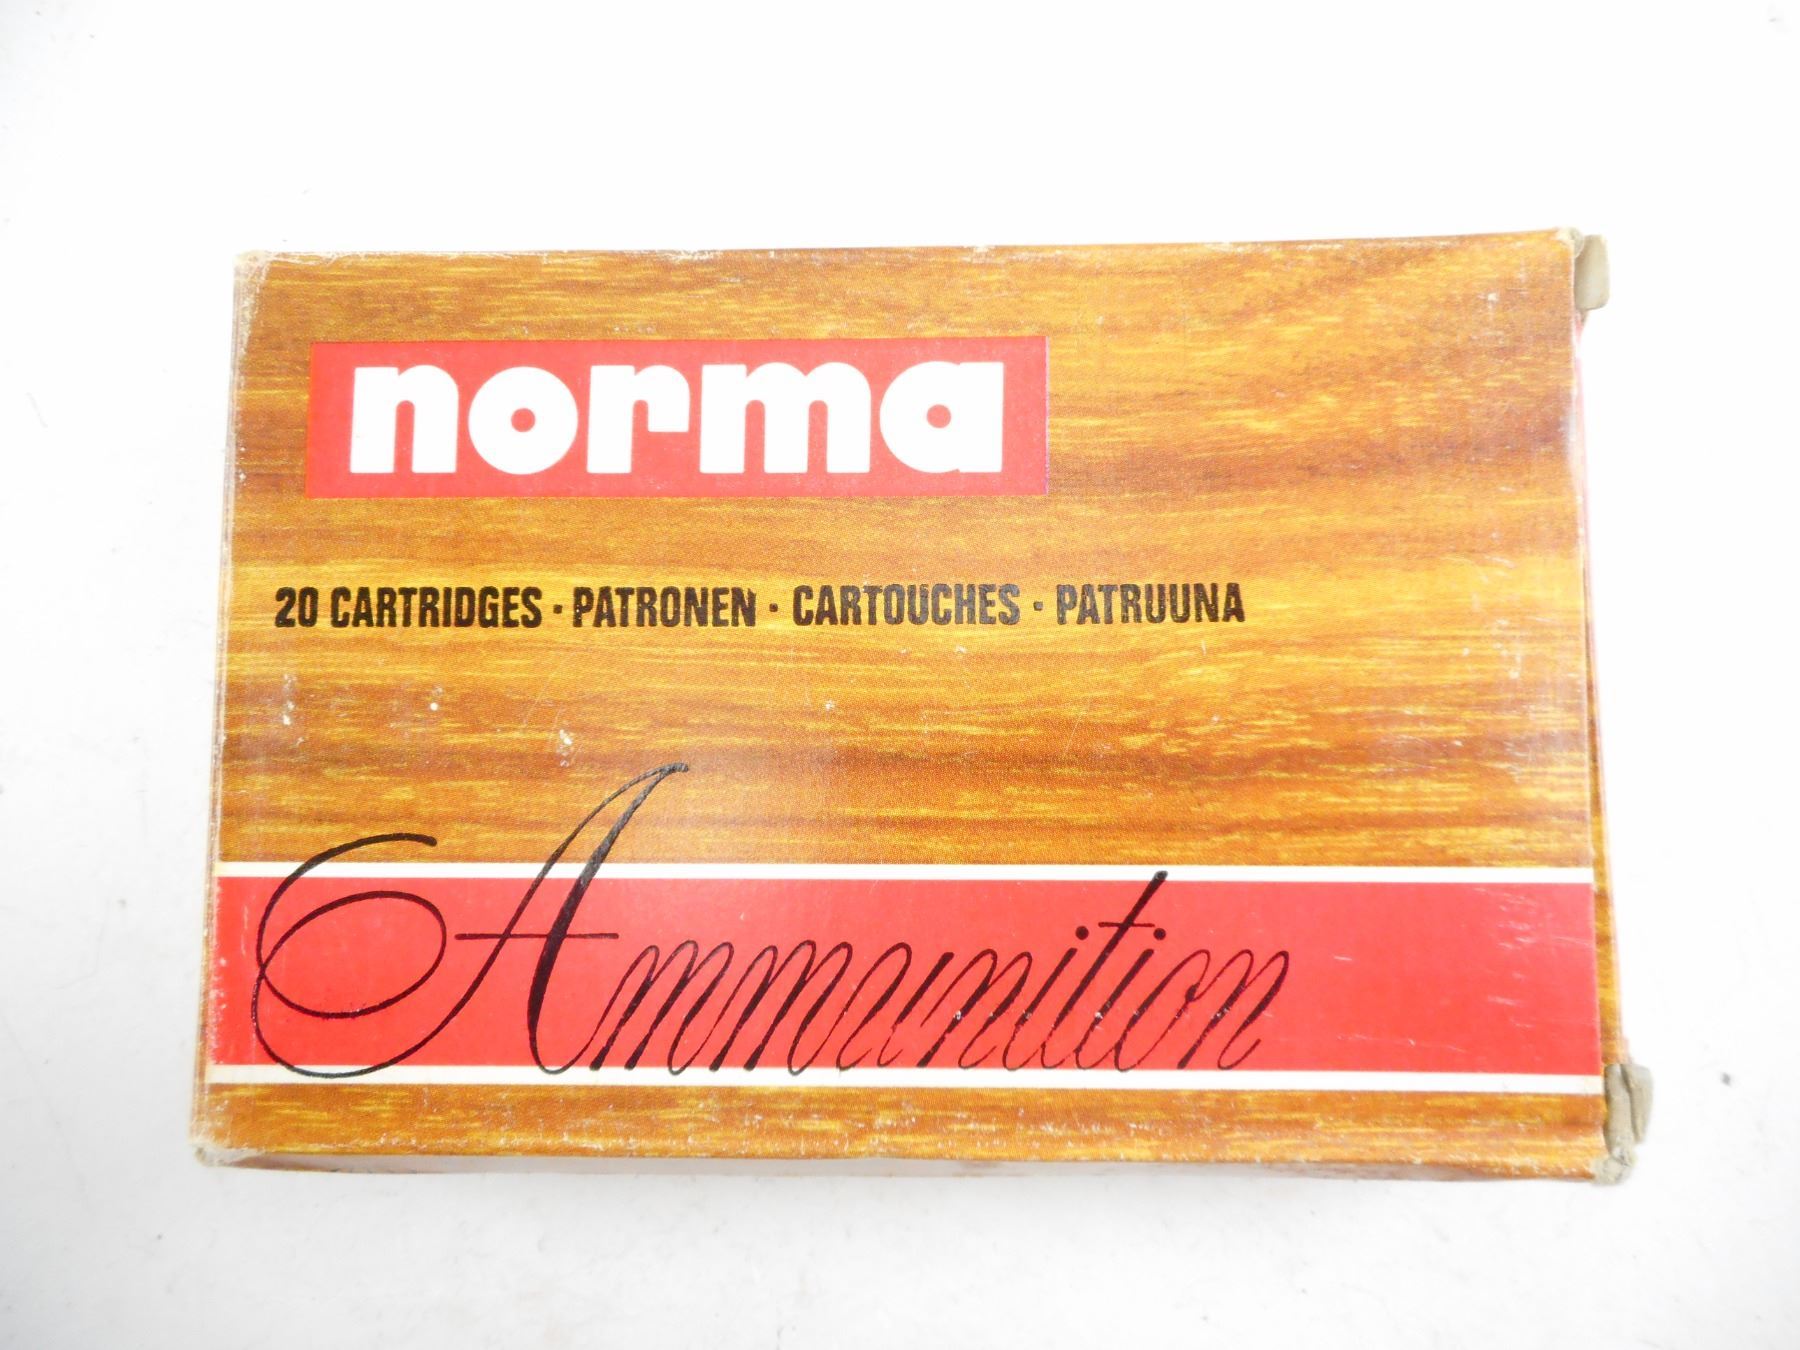 norma
20 CARTRIDGES · PATRONEN · CARTOUCHES · PATRUUNA
Ammunition